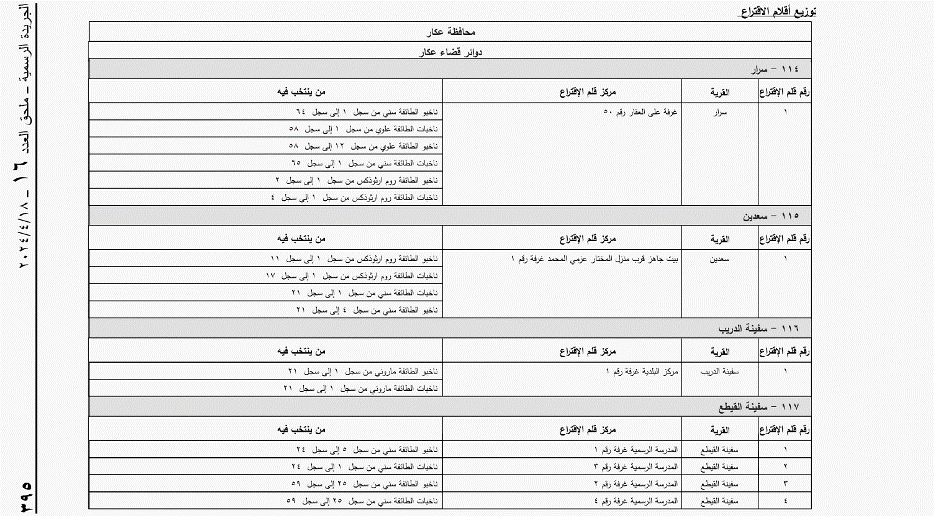 الجريدة الرسمية – ملحق العدد ١٦ – ٢٠٢٤/٤/١٨
٣٩٥
توزيع أقلام الاقتراع
محافظة عكار
دوائر قضاء عكار
١١٤ - سرار
رقم قلم الإقتراع القرية مركز قلم الإقتراع من ينتخب فيه
١ سرار غرفة على العقار رقم ٥٠ ناخبو الطائفة سني من سجل ١ إلى سجل ٦٤
ناخبات الطائفة علوي من سجل ١ إلى سجل ٥٨
ناخبو الطائفة علوي من سجل ١٢ إلى سجل ٥٨
ناخبات الطائفة سني من سجل ١ إلى سجل ٦٥
ناخبو الطائفة روم ارثوذكس من سجل ١ إلى سجل ٢
ناخبات الطائفة روم ارثوذكس من سجل ١ إلى سجل ٤
١١٥ - سعدين
رقم قلم الإقتراع القرية مركز قلم الإقتراع من ينتخب فيه
١ سعدين بيت جاهز قرب منزل المختار عزمي المحمد غرفة رقم ١ ناخبو الطائفة روم ارثوذكس من سجل ١ إلى سجل ١١
ناخبات الطائفة روم ارثوذكس من سجل ١ إلى سجل ١٧
ناخبات الطائفة سني من سجل ١ إلى سجل ٢١
ناخبو الطائفة سني من سجل ٤ إلى سجل ٢١
١١٦ - سفينة الدريب
رقم قلم الإقتراع القرية مركز قلم الإقتراع من ينتخب فيه
١ سفينة الدريب مركز البلدية غرفة رقم ١ ناخبو الطائفة ماروني من سجل ١ إلى سجل ٢١
ناخبات الطائفة ماروني من سجل ١ إلى سجل ٢١
١١٧ - سفينة القيطع
رقم قلم الإقتراع القرية مركز قلم الإقتراع من ينتخب فيه
١ سفينة القيطع المدرسة الرسمية غرفة رقم ١ ناخبو الطائفة سني من سجل ٥ إلى سجل ٢٤
٢ سفينة القيطع المدرسة الرسمية غرفة رقم ٣ ناخبات الطائفة سني من سجل ١ إلى سجل ٢٤
٣ سفينة القيطع المدرسة الرسمية غرفة رقم ٢ ناخبو الطائفة سني من سجل ٢٥ إلى سجل ٥٩
٤ سفينة القيطع المدرسة الرسمية غرفة رقم ٤ ناخبات الطائفة سني من سجل ٢٥ إلى سجل ٥٩